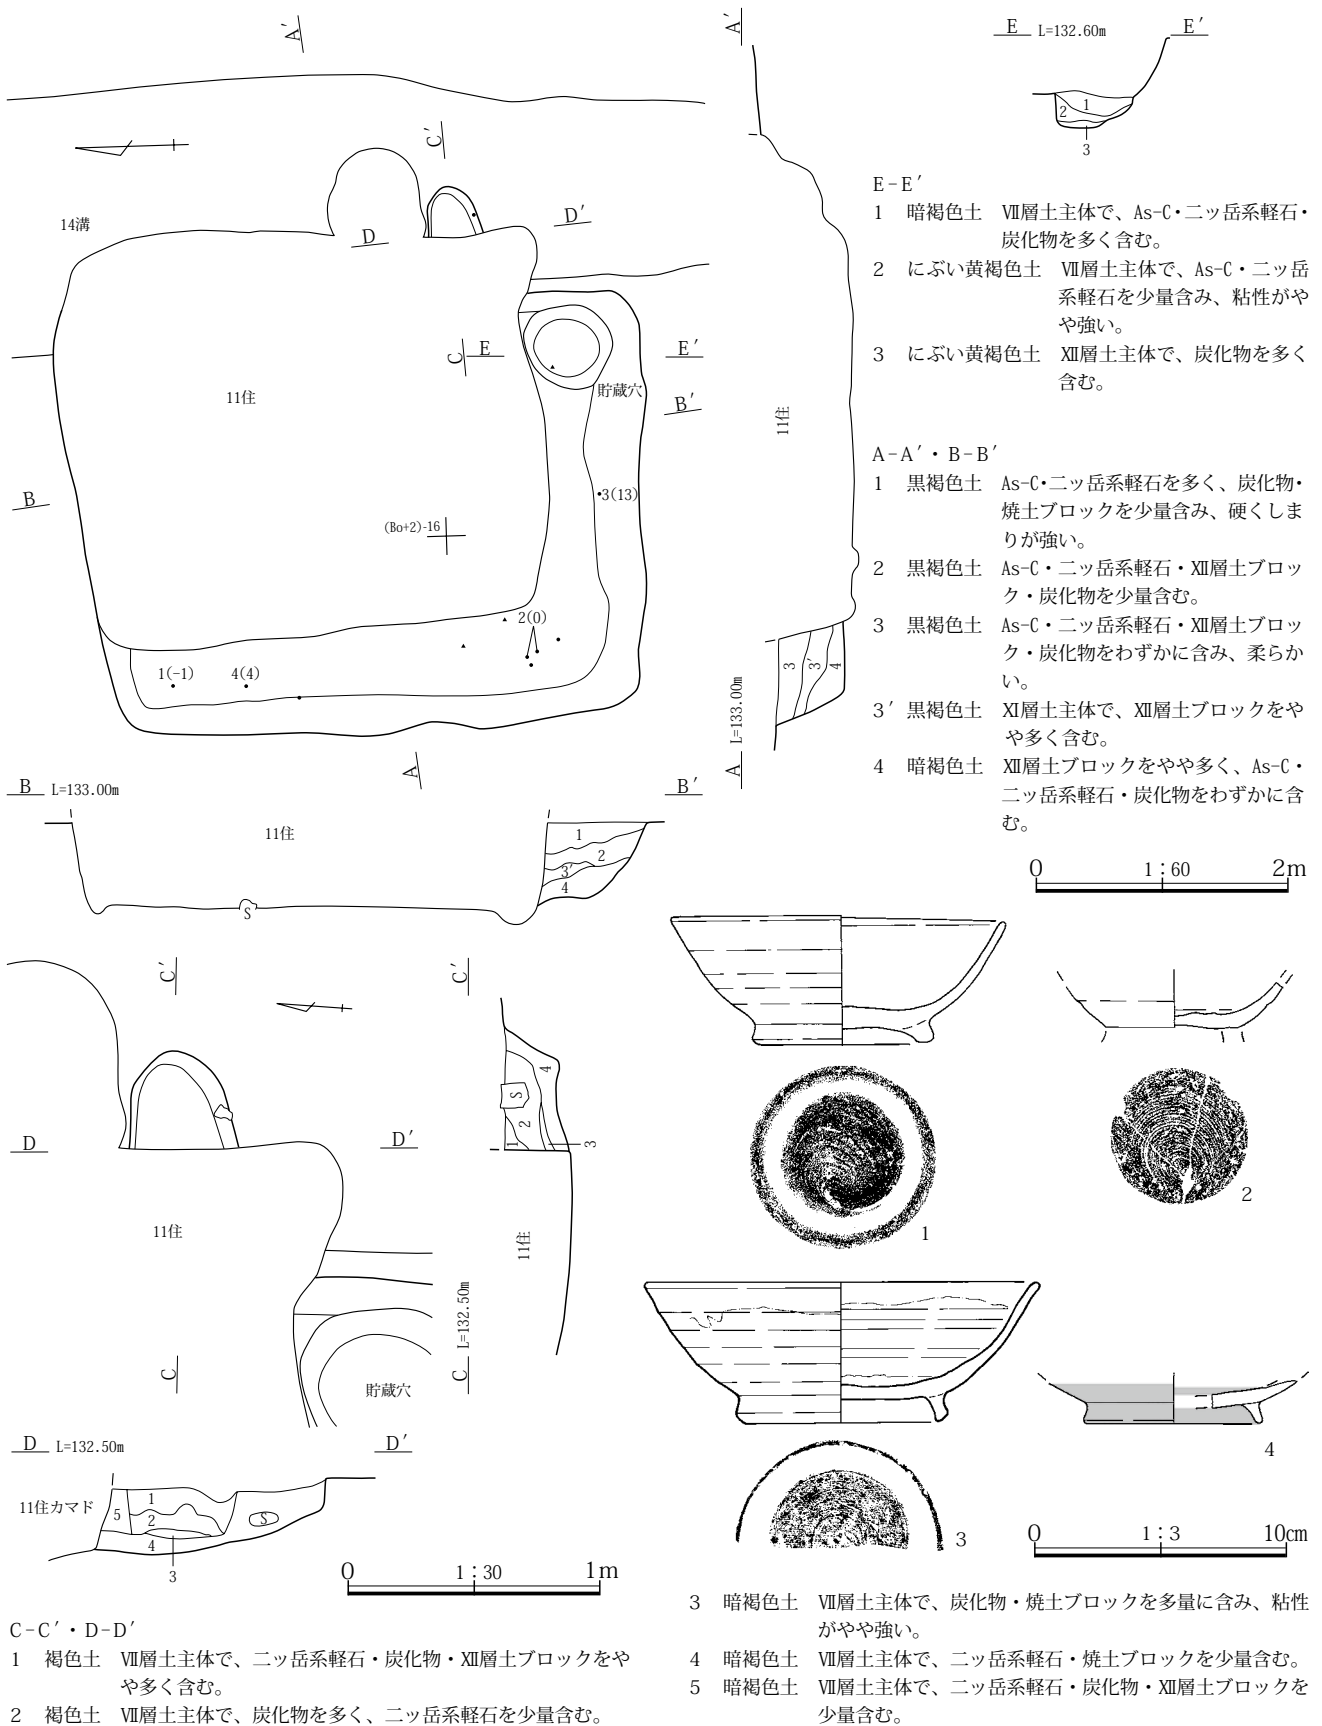 A′
A′
E L=132.60m E′
C′
14溝
D
D′
1
2
3
E-E′
1 暗褐色土 Ⅶ層土主体で、As-C・二ッ岳系軽石・
炭化物を多く含む。
2 にぶい黄褐色土 Ⅶ層土主体で、As-C・二ッ岳
系軽石を少量含み、粘性がや
や強い。
3 にぶい黄褐色土 Ⅻ層土主体で、炭化物を多く
含む。
C
E
E′
貯蔵穴
11住
B′
11住
B
3(13)
(Bo+2)-16
2(0)
1(-1)
4(4)
3
3′
4
A
A L=133.00m
A-A′・B-B′
1 黒褐色土 As-C・二ッ岳系軽石を多く、炭化物・
焼土ブロックを少量含み、硬くしま
りが強い。
2 黒褐色土 As-C・二ッ岳系軽石・Ⅻ層土ブロッ
ク・炭化物を少量含む。
3 黒褐色土 As-C・二ッ岳系軽石・Ⅻ層土ブロッ
ク・炭化物をわずかに含み、柔らか
い。
3′ 黒褐色土 Ⅺ層土主体で、Ⅻ層土ブロックをや
や多く含む。
4 暗褐色土 Ⅻ層土ブロックをやや多く、As-C・
二ッ岳系軽石・炭化物をわずかに含
む。
B L=133.00m B′
11住
1
2
3′
4
S
0 1:60 2m
C′
C′
D
D′
11住
貯蔵穴
C
4
S
2
1
3
11住
C L=132.50m
1
2
3
4
D L=132.50m D′
11住カマド
5
1
2
S
4
3
0 1:30 1m
0 1:3 10cm
C-C′・D-D′
1 褐色土 Ⅶ層土主体で、二ッ岳系軽石・炭化物・Ⅻ層土ブロックをや
や多く含む。
2 褐色土 Ⅶ層土主体で、炭化物を多く、二ッ岳系軽石を少量含む。
3 暗褐色土 Ⅶ層土主体で、炭化物・焼土ブロックを多量に含み、粘性
がやや強い。
4 暗褐色土 Ⅶ層土主体で、二ッ岳系軽石・焼土ブロックを少量含む。
5 暗褐色土 Ⅶ層土主体で、二ッ岳系軽石・炭化物・Ⅻ層土ブロックを
少量含む。